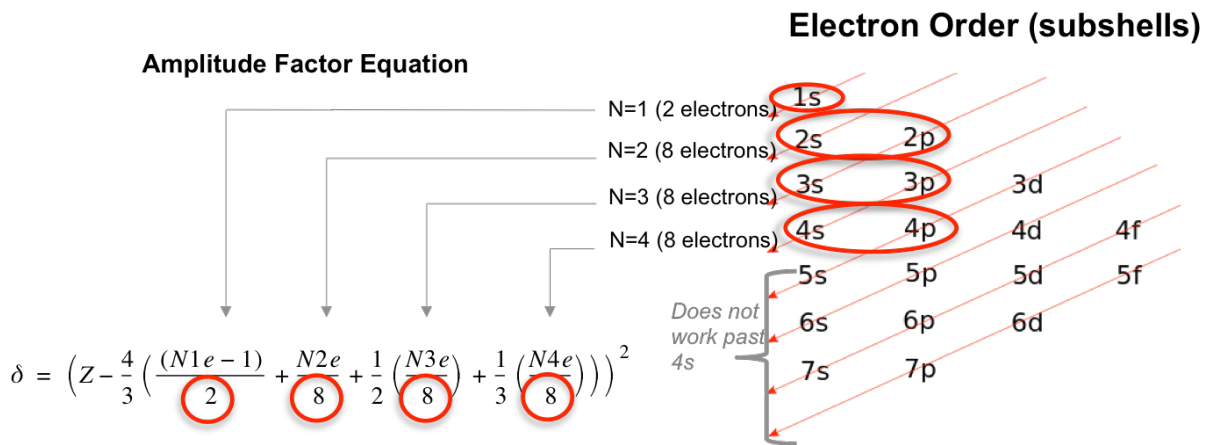 Electron Order (subshells)
Amplitude Factor Equation
N=1 (2 electrons)
N=2 (8 electrons)
N=3 (8 electrons)
N=4 (8 electrons)
1s
2s 2p
3s 3p 3d
4s 4p 4d 4f
5s 5p 5d 5f
6s 6p 6d
7s 7p
Does not
work past
4s
δ = (Z − 4/3 ((N1e − 1)/2 + N2e/8 + 1/2 (N3e/8) + 1/3 (N4e/8)))²